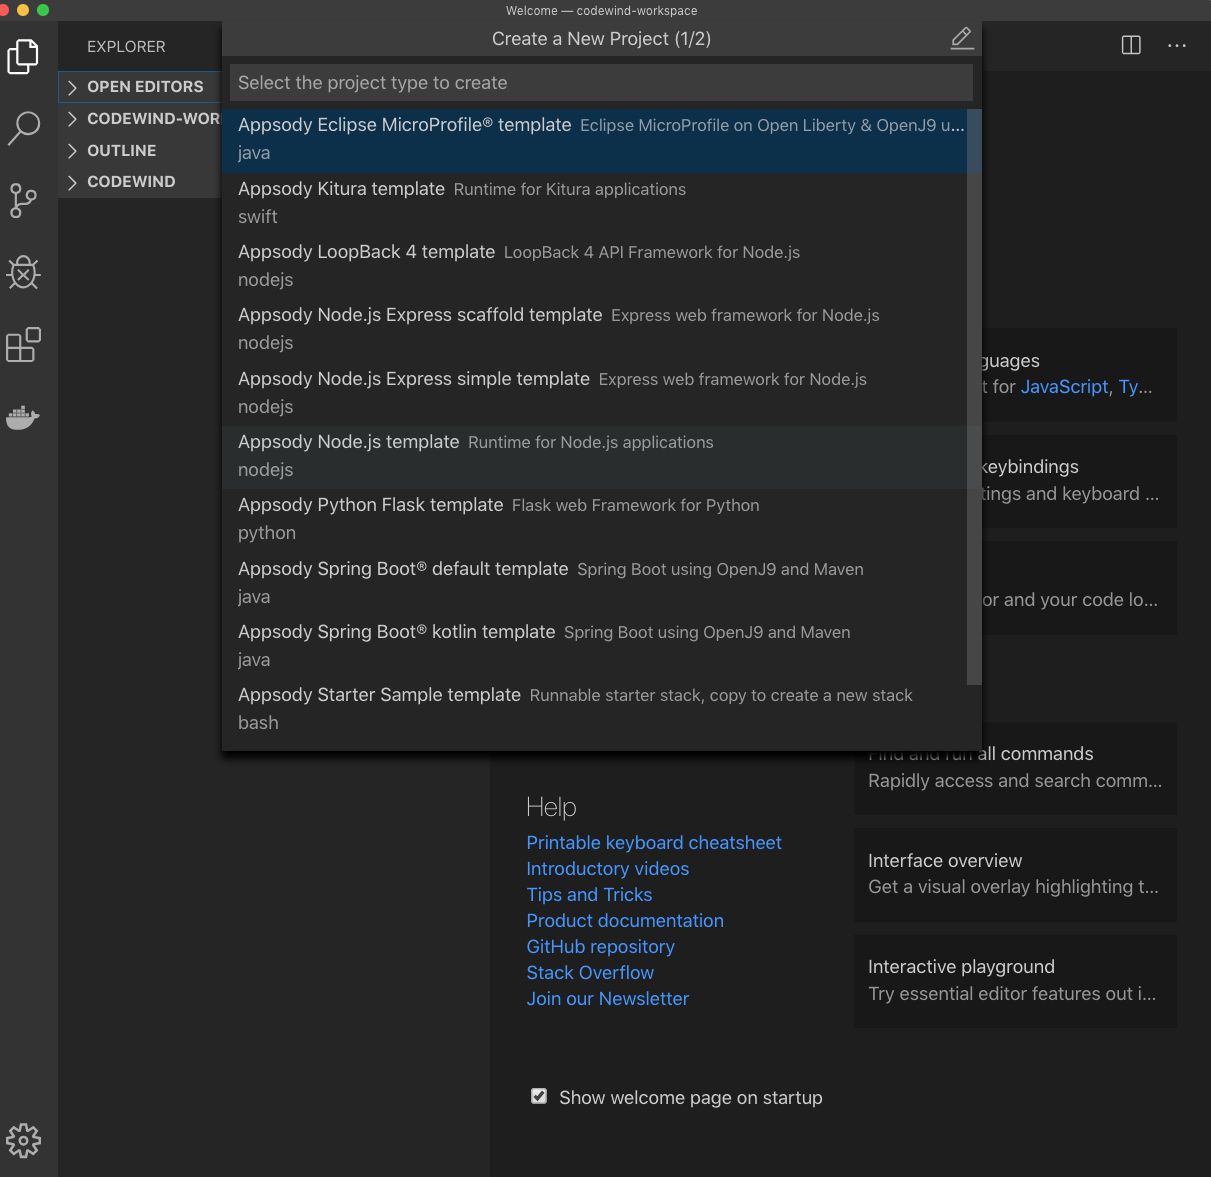 Welcome — codewind-workspace
Create a New Project (1/2)
EXPLORER
Select the project type to create
OPEN EDITORS
CODEWIND-WOR
OUTLINE
CODEWIND
Appsody Eclipse MicroProfile® template Eclipse MicroProfile on Open Liberty & OpenJ9 u...
java
Appsody Kitura template Runtime for Kitura applications
swift
Appsody LoopBack 4 template LoopBack 4 API Framework for Node.js
nodejs
Appsody Node.js Express scaffold template Express web framework for Node.js
nodejs
Appsody Node.js Express simple template Express web framework for Node.js
nodejs
Appsody Node.js template Runtime for Node.js applications
nodejs
Appsody Python Flask template Flask web Framework for Python
python
Appsody Spring Boot® default template Spring Boot using OpenJ9 and Maven
java
Appsody Spring Boot® kotlin template Spring Boot using OpenJ9 and Maven
java
Appsody Starter Sample template Runnable starter stack, copy to create a new stack
bash
guages
t for JavaScript, Ty...
keybindings
tings and keyboard ...
or and your code lo...
Find and run all commands
Rapidly access and search comm...
Interface overview
Get a visual overlay highlighting t...
Interactive playground
Try essential editor features out i...
Help
Printable keyboard cheatsheet
Introductory videos
Tips and Tricks
Product documentation
GitHub repository
Stack Overflow
Join our Newsletter
Show welcome page on startup